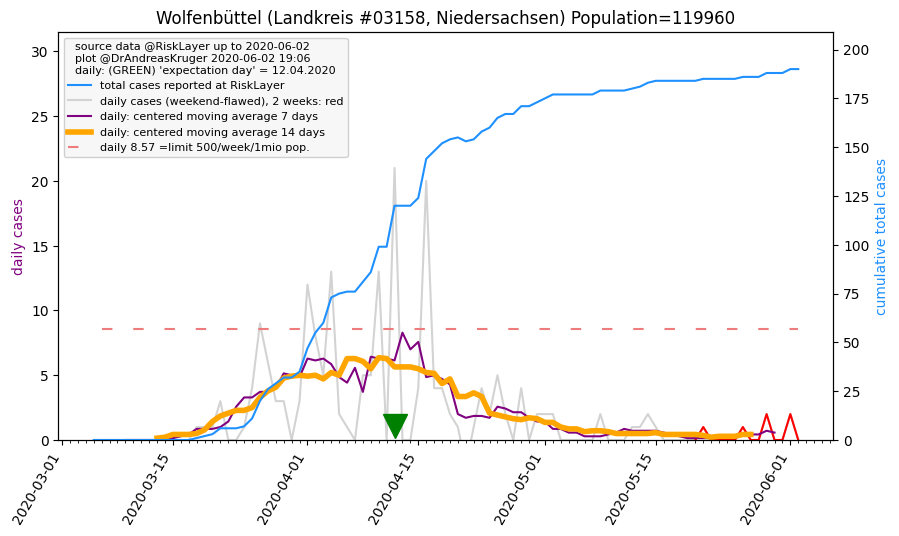 Wolfenbüttel (Landkreis #03158, Niedersachsen) Population=119960
source data @RiskLayer up to 2020-06-02
plot @DrAndreasKruger 2020-06-02 19:06
daily: (GREEN) 'expectation day' = 12.04.2020
total cases reported at RiskLayer
daily cases (weekend-flawed), 2 weeks: red
daily: centered moving average 7 days
daily: centered moving average 14 days
daily 8.57 =limit 500/week/1mio pop.
daily cases
30
25
20
15
10
5
0
200
175
150
125
100
75
50
25
0
cumulative total cases
2020-03-01
2020-03-15
2020-04-01
2020-04-15
2020-05-01
2020-05-15
2020-06-01